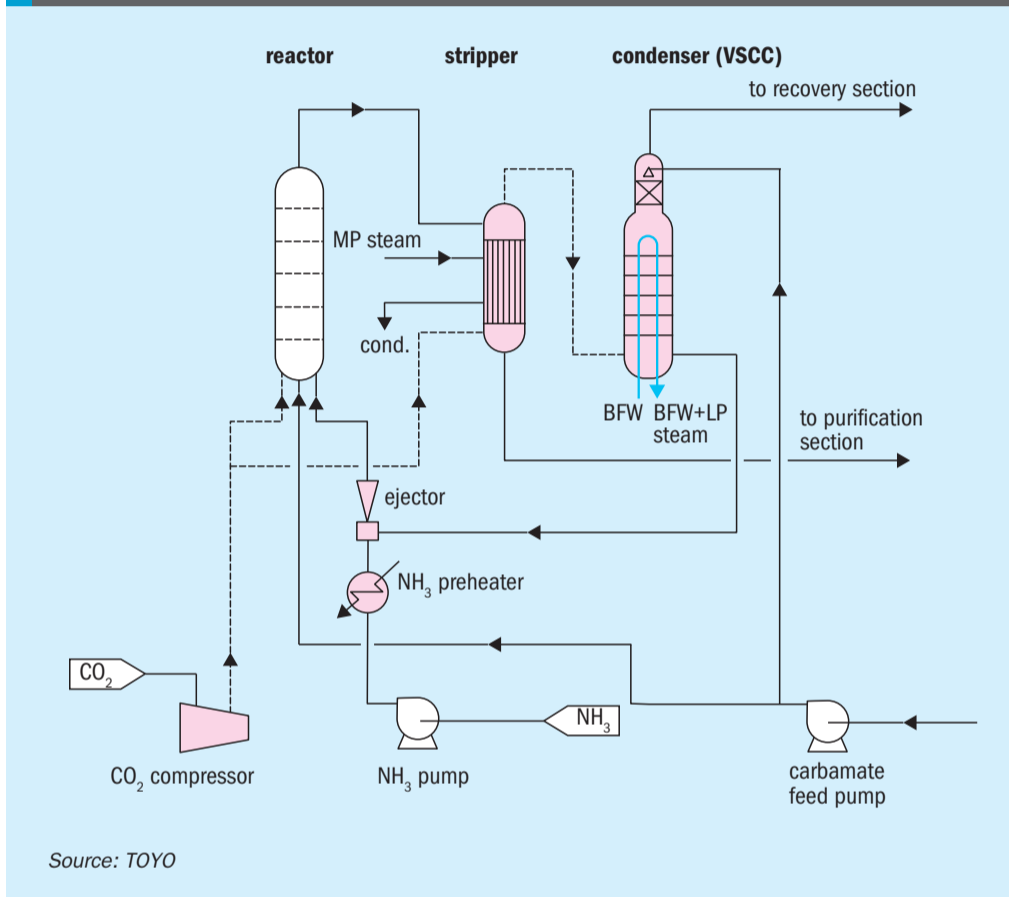 reactor
stripper
condenser (VSCC)
to recovery section
MP steam
cond.
BFW BFW+LP
steam
to purification
section
ejector
NH₃ preheater
CO₂
NH₃
CO₂ compressor
NH₃ pump
carbamate
feed pump
Source: TOYO